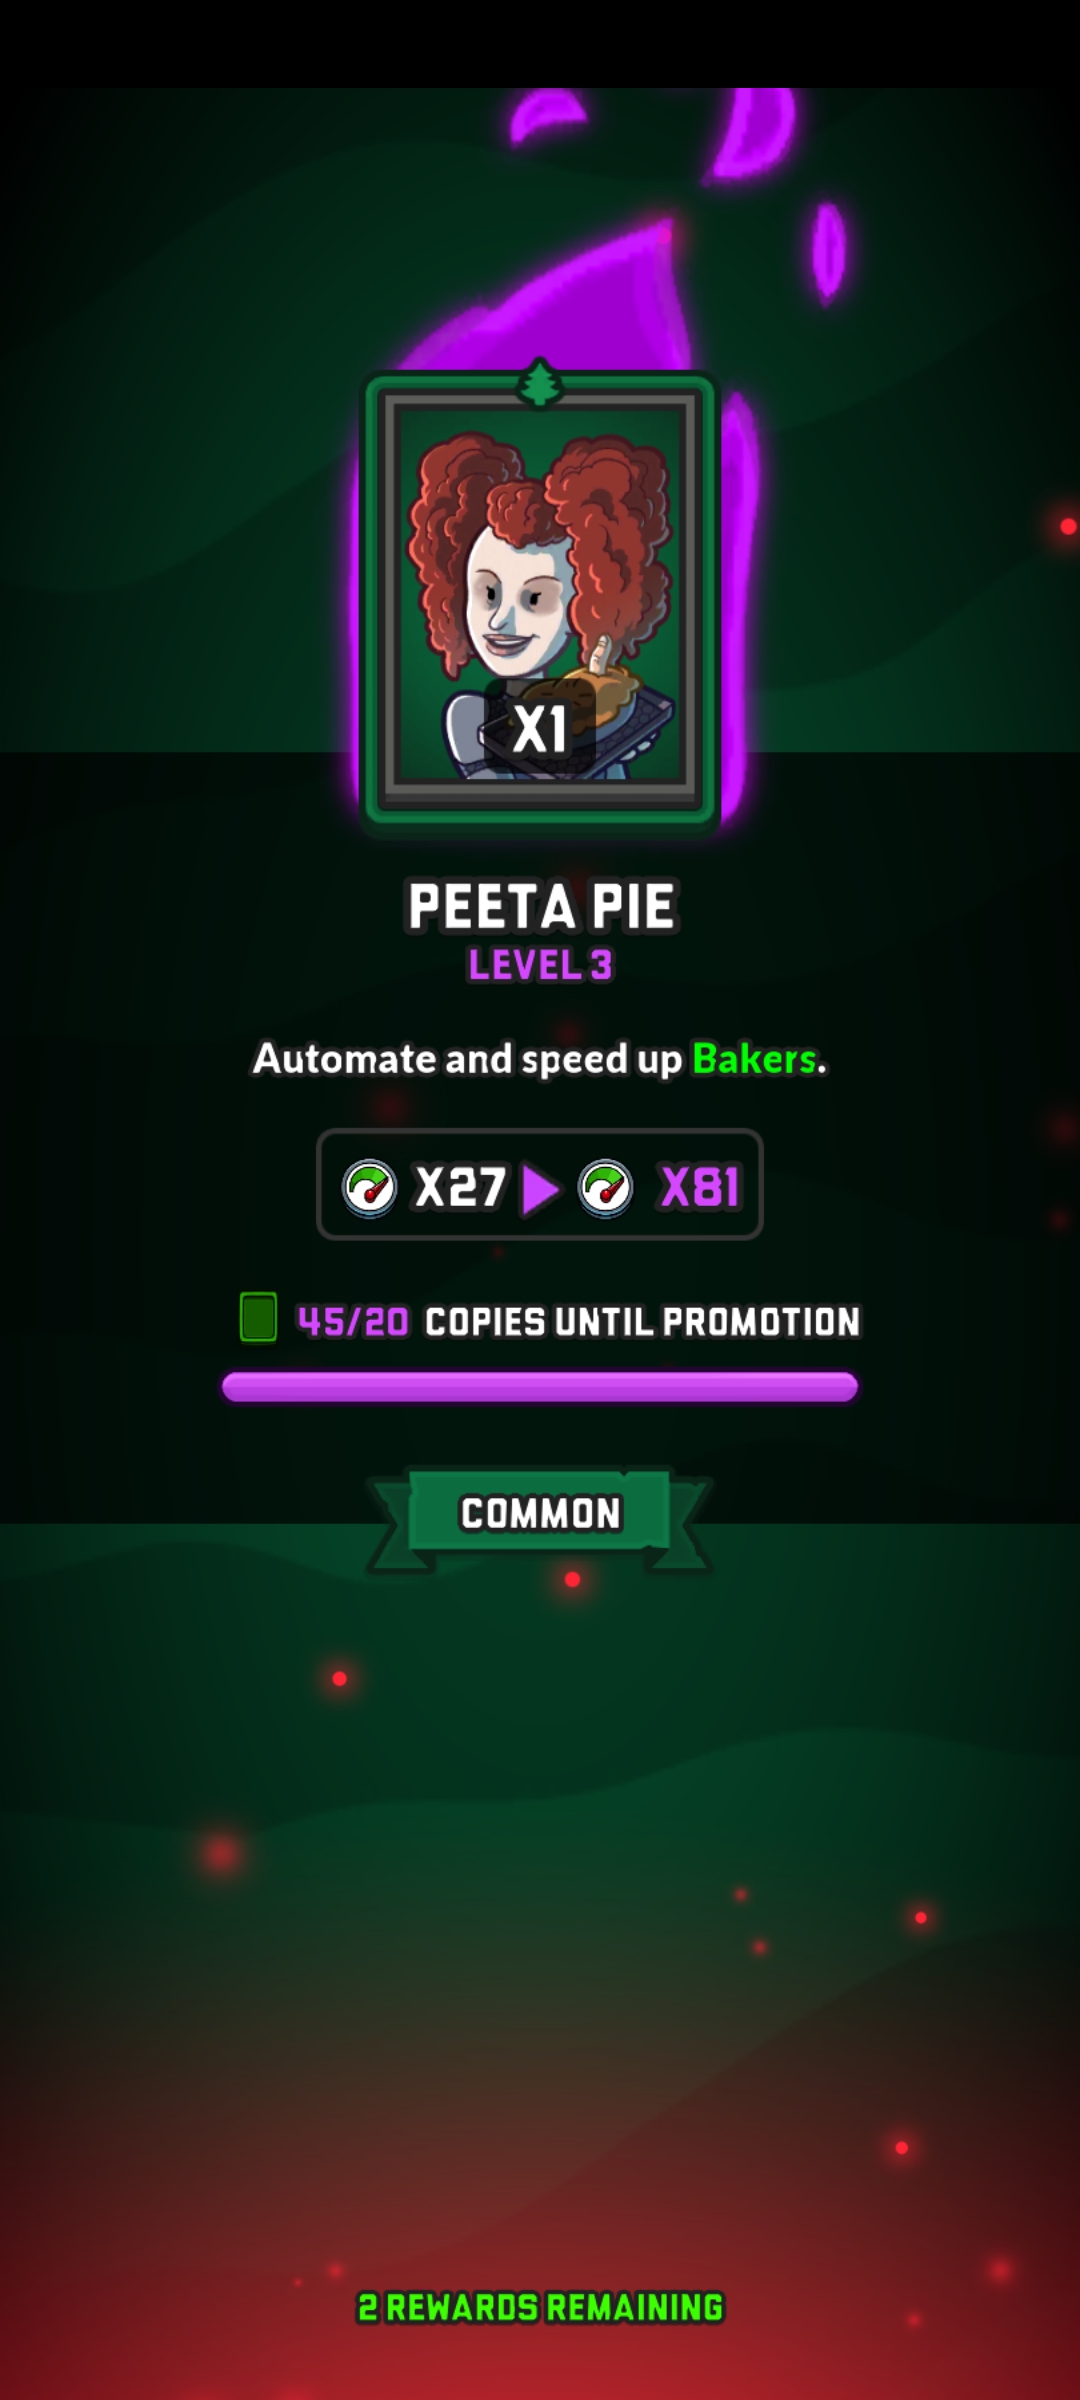 X1
PEETA PIE
LEVEL 3
Automate and speed up Bakers.
X27 X81
45/20 COPIES UNTIL PROMOTION
COMMON
2 REWARDS REMAINING